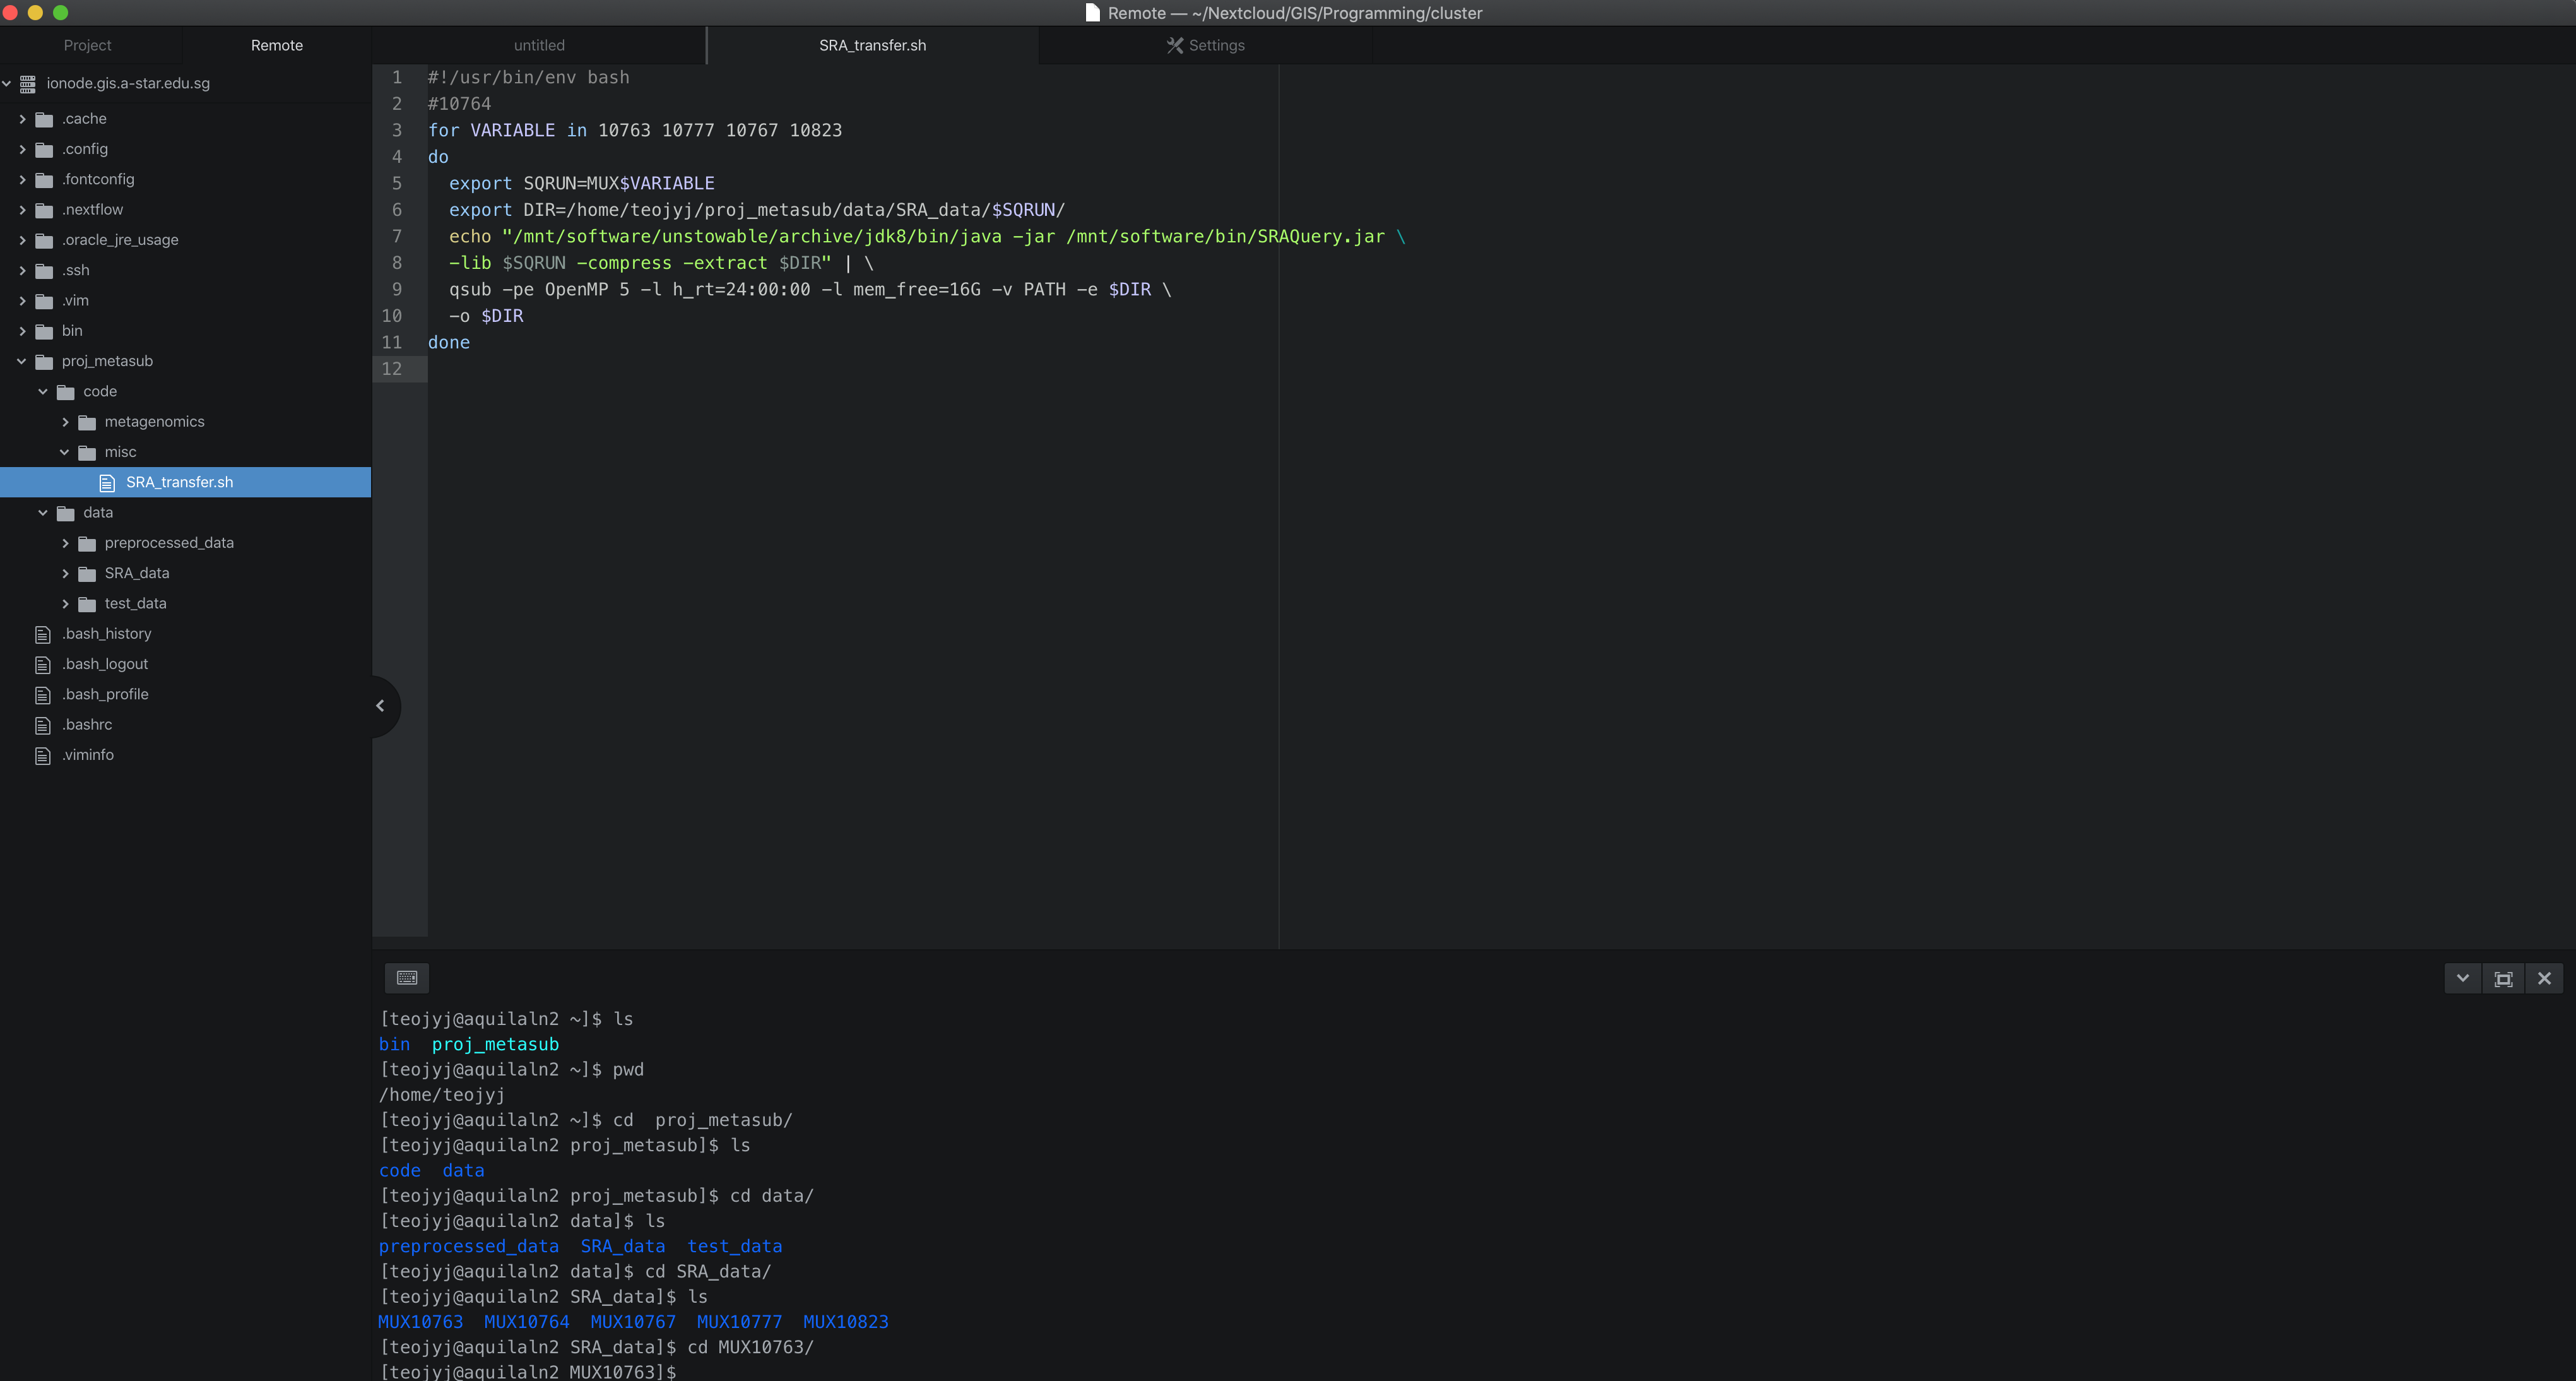 Remote — ~/Nextcloud/GIS/Programming/cluster
Project Remote untitled SRA_transfer.sh Settings
ionode.gis.a-star.edu.sg
.cache
.config
.fontconfig
.nextflow
.oracle_jre_usage
.ssh
.vim
bin
proj_metasub
code
metagenomics
misc
SRA_transfer.sh
data
preprocessed_data
SRA_data
test_data
.bash_history
.bash_logout
.bash_profile
.bashrc
.viminfo
1 #!/usr/bin/env bash
2 #10764
3 for VARIABLE in 10763 10777 10767 10823
4 do
5 export SQRUN=MUX$VARIABLE
6 export DIR=/home/teojyj/proj_metasub/data/SRA_data/$SQRUN/
7 echo "/mnt/software/unstowable/archive/jdk8/bin/java -jar /mnt/software/bin/SRAQuery.jar \
8 -lib $SQRUN -compress -extract $DIR" | \
9 qsub -pe OpenMP 5 -l h_rt=24:00:00 -l mem_free=16G -v PATH -e $DIR \
10 -o $DIR
11 done
12
[teojyj@aquilaln2 ~]$ ls
bin proj_metasub
[teojyj@aquilaln2 ~]$ pwd
/home/teojyj
[teojyj@aquilaln2 ~]$ cd  proj_metasub/
[teojyj@aquilaln2 proj_metasub]$ ls
code data
[teojyj@aquilaln2 proj_metasub]$ cd data/
[teojyj@aquilaln2 data]$ ls
preprocessed_data SRA_data test_data
[teojyj@aquilaln2 data]$ cd SRA_data/
[teojyj@aquilaln2 SRA_data]$ ls
MUX10763 MUX10764 MUX10767 MUX10777 MUX10823
[teojyj@aquilaln2 SRA_data]$ cd MUX10763/
[teojyj@aquilaln2 MUX10763]$